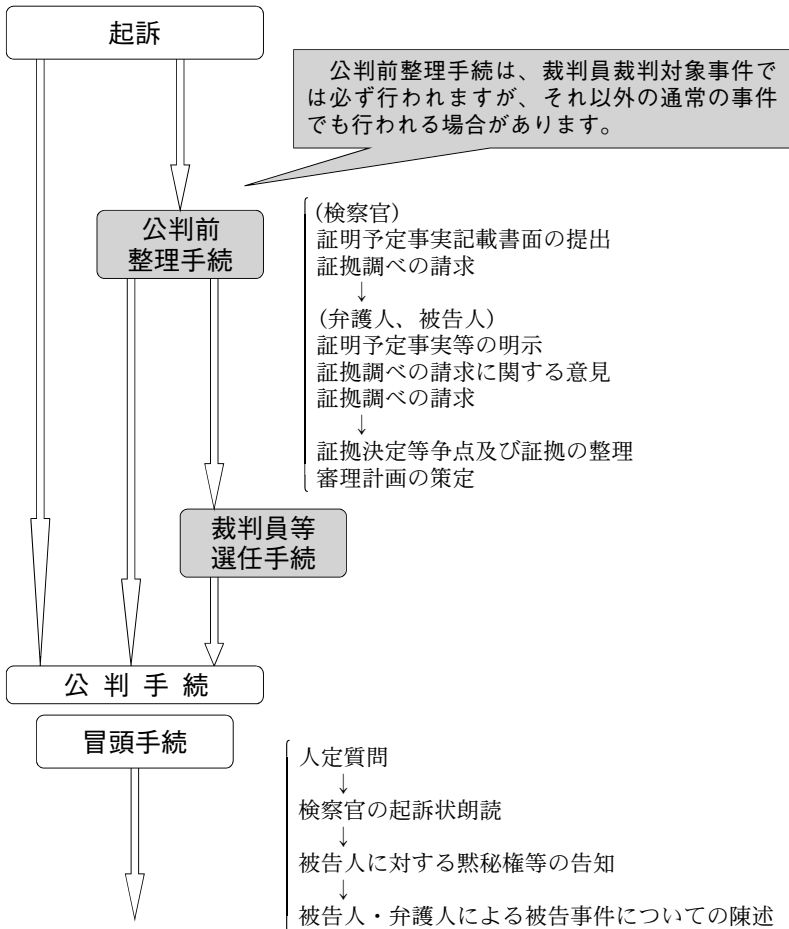 起訴
公判前整理手続は、裁判員裁判対象事件で
は必ず行われますが、それ以外の通常の事件
でも行われる場合があります。
公判前
整理手続
(検察官)
証明予定事実記載書面の提出
証拠調べの請求
↓
(弁護人、被告人)
証明予定事実等の明示
証拠調べの請求に関する意見
証拠調べの請求
↓
証拠決定等争点及び証拠の整理
審理計画の策定
裁判員等
選任手続
公判手続
冒頭手続
人定質問
↓
検察官の起訴状朗読
↓
被告人に対する黙秘権等の告知
↓
被告人・弁護人による被告事件についての陳述